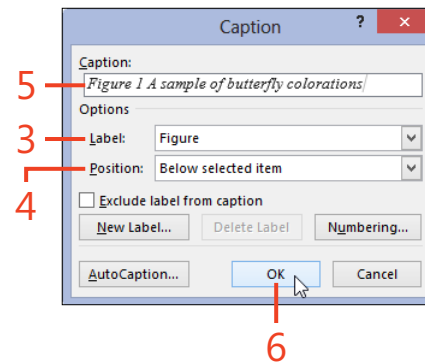 Caption ? ×
Caption:
5 Figure 1 A sample of butterfly colorations
Options
3 Label: Figure
4 Position: Below selected item
Exclude label from caption
New Label... Delete Label Numbering...
AutoCaption... OK Cancel
6